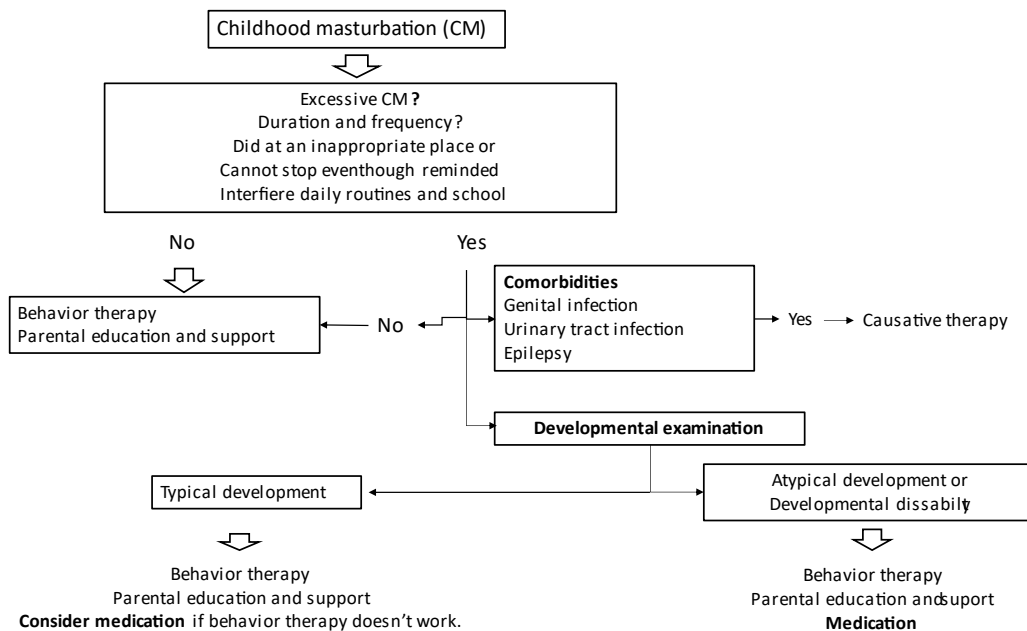 Childhood masturbation (CM)
Excessive CM?
Duration and frequency?
Did at an inappropriate place or
Cannot stop eventhough reminded
Interfiere daily routines and school
No
Yes
Comorbidities
Genital infection
Urinary tract infection
Epilepsy
Behavior therapy
Parental education and support
No
Yes
Causative therapy
Developmental examination
Typical development
Atypical development or
Developmental dissabilty
Behavior therapy
Parental education and support
Consider medication if behavior therapy doesn't work.
Behavior therapy
Parental education and suport
Medication